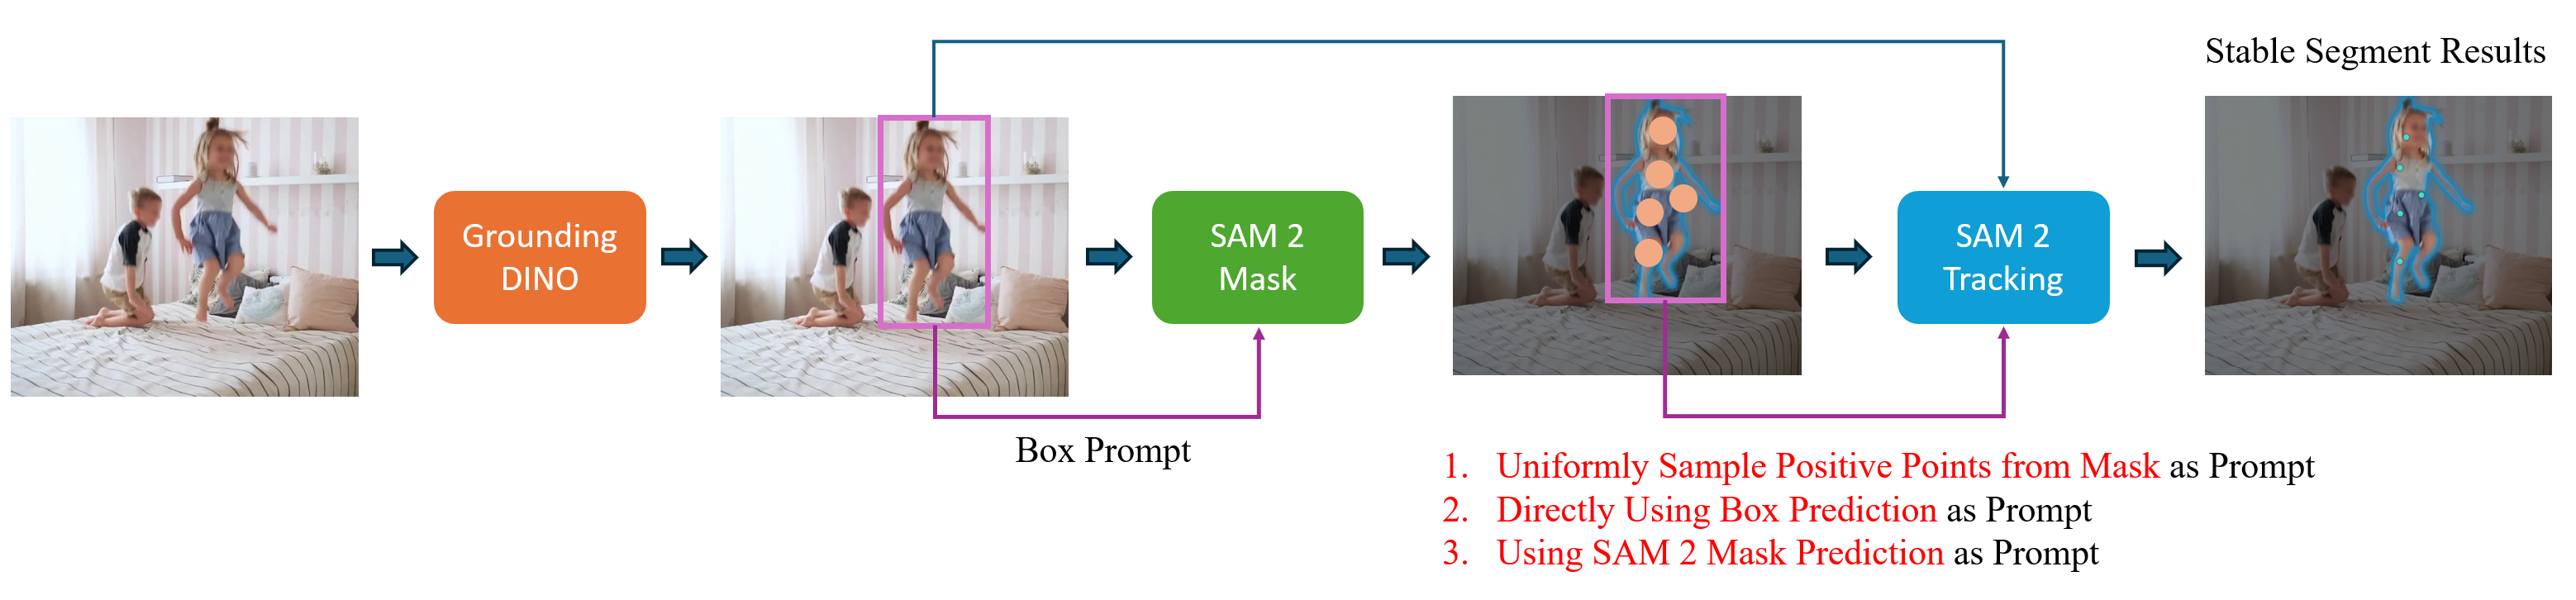 Stable Segment Results
Grounding
DINO
SAM 2
Mask
SAM 2
Tracking
Box Prompt
1. Uniformly Sample Positive Points from Mask as Prompt
2. Directly Using Box Prediction as Prompt
3. Using SAM 2 Mask Prediction as Prompt